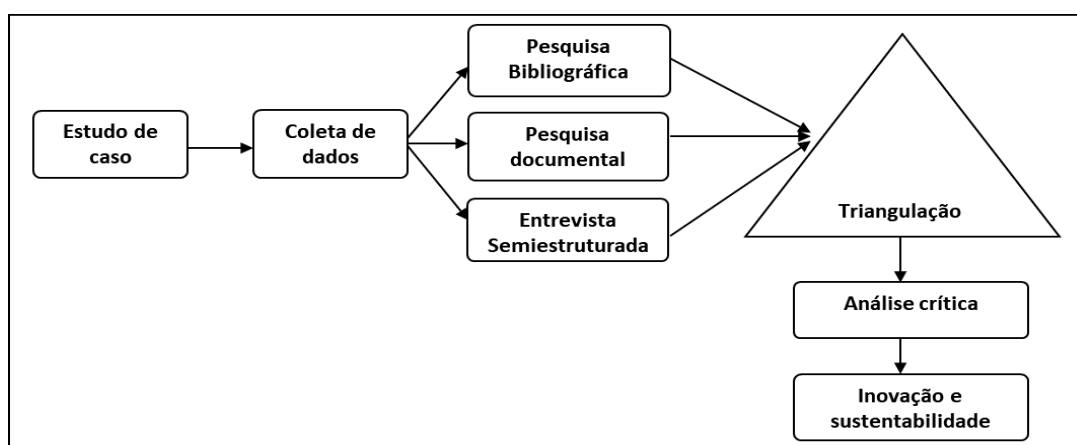 Estudo de
caso
Coleta de
dados
Pesquisa
Bibliográfica
Pesquisa
documental
Entrevista
Semiestruturada
Triangulação
Análise crítica
Inovação e
sustentabilidade